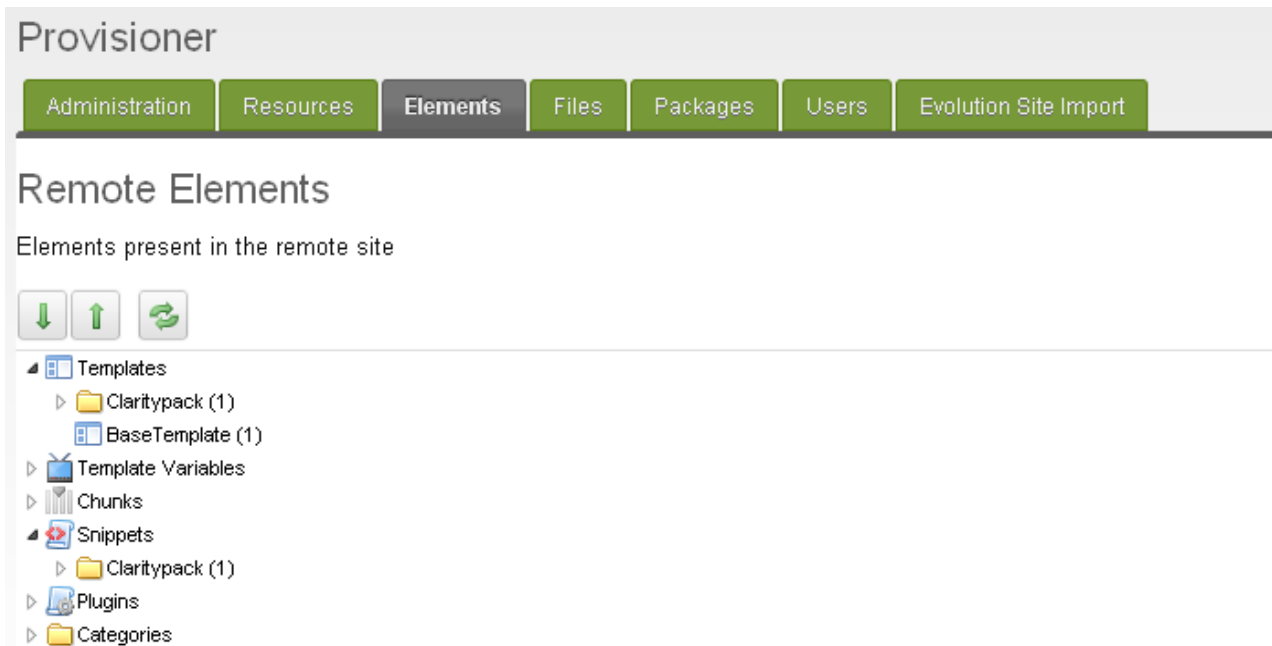 Provisioner
Administration Resources Elements Files Packages Users Evolution Site Import
Remote Elements
Elements present in the remote site
Templates
Claritypack (1)
BaseTemplate (1)
Template Variables
Chunks
Snippets
Claritypack (1)
Plugins
Categories